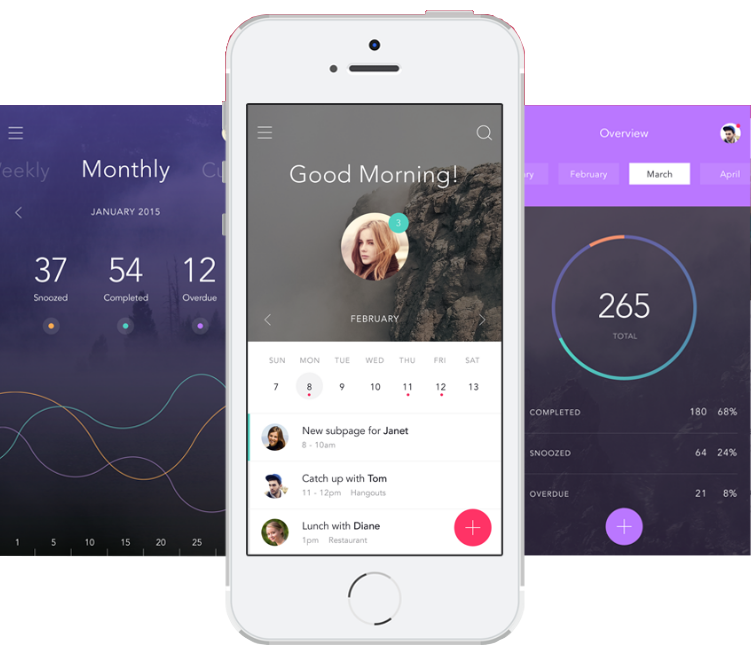 Weekly Monthly Cu
JANUARY 2015
37 54 12
Snoozed Completed Overdue
1 5 10 15 20 25
Good Morning!
3
FEBRUARY
SUN MON TUE WED THU FRI SAT
7 8 9 10 11 12 13
New subpage for Janet
8 - 10am
Catch up with Tom
11 - 12pm Hangouts
Lunch with Diane
1pm Restaurant
Overview
ry February March April
265
TOTAL
COMPLETED 180 68%
SNOOZED 64 24%
OVERDUE 21 8%